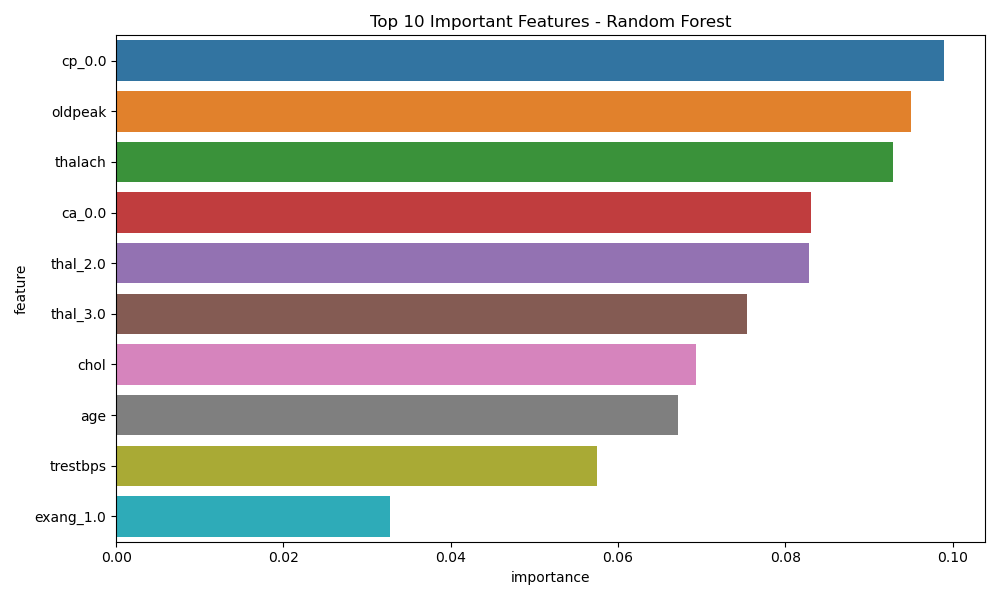 Top 10 Important Features - Random Forest
cp_0.0
oldpeak
thalach
ca_0.0
thal_2.0
thal_3.0
chol
age
trestbps
exang_1.0
feature
0.00 0.02 0.04 0.06 0.08 0.10
importance